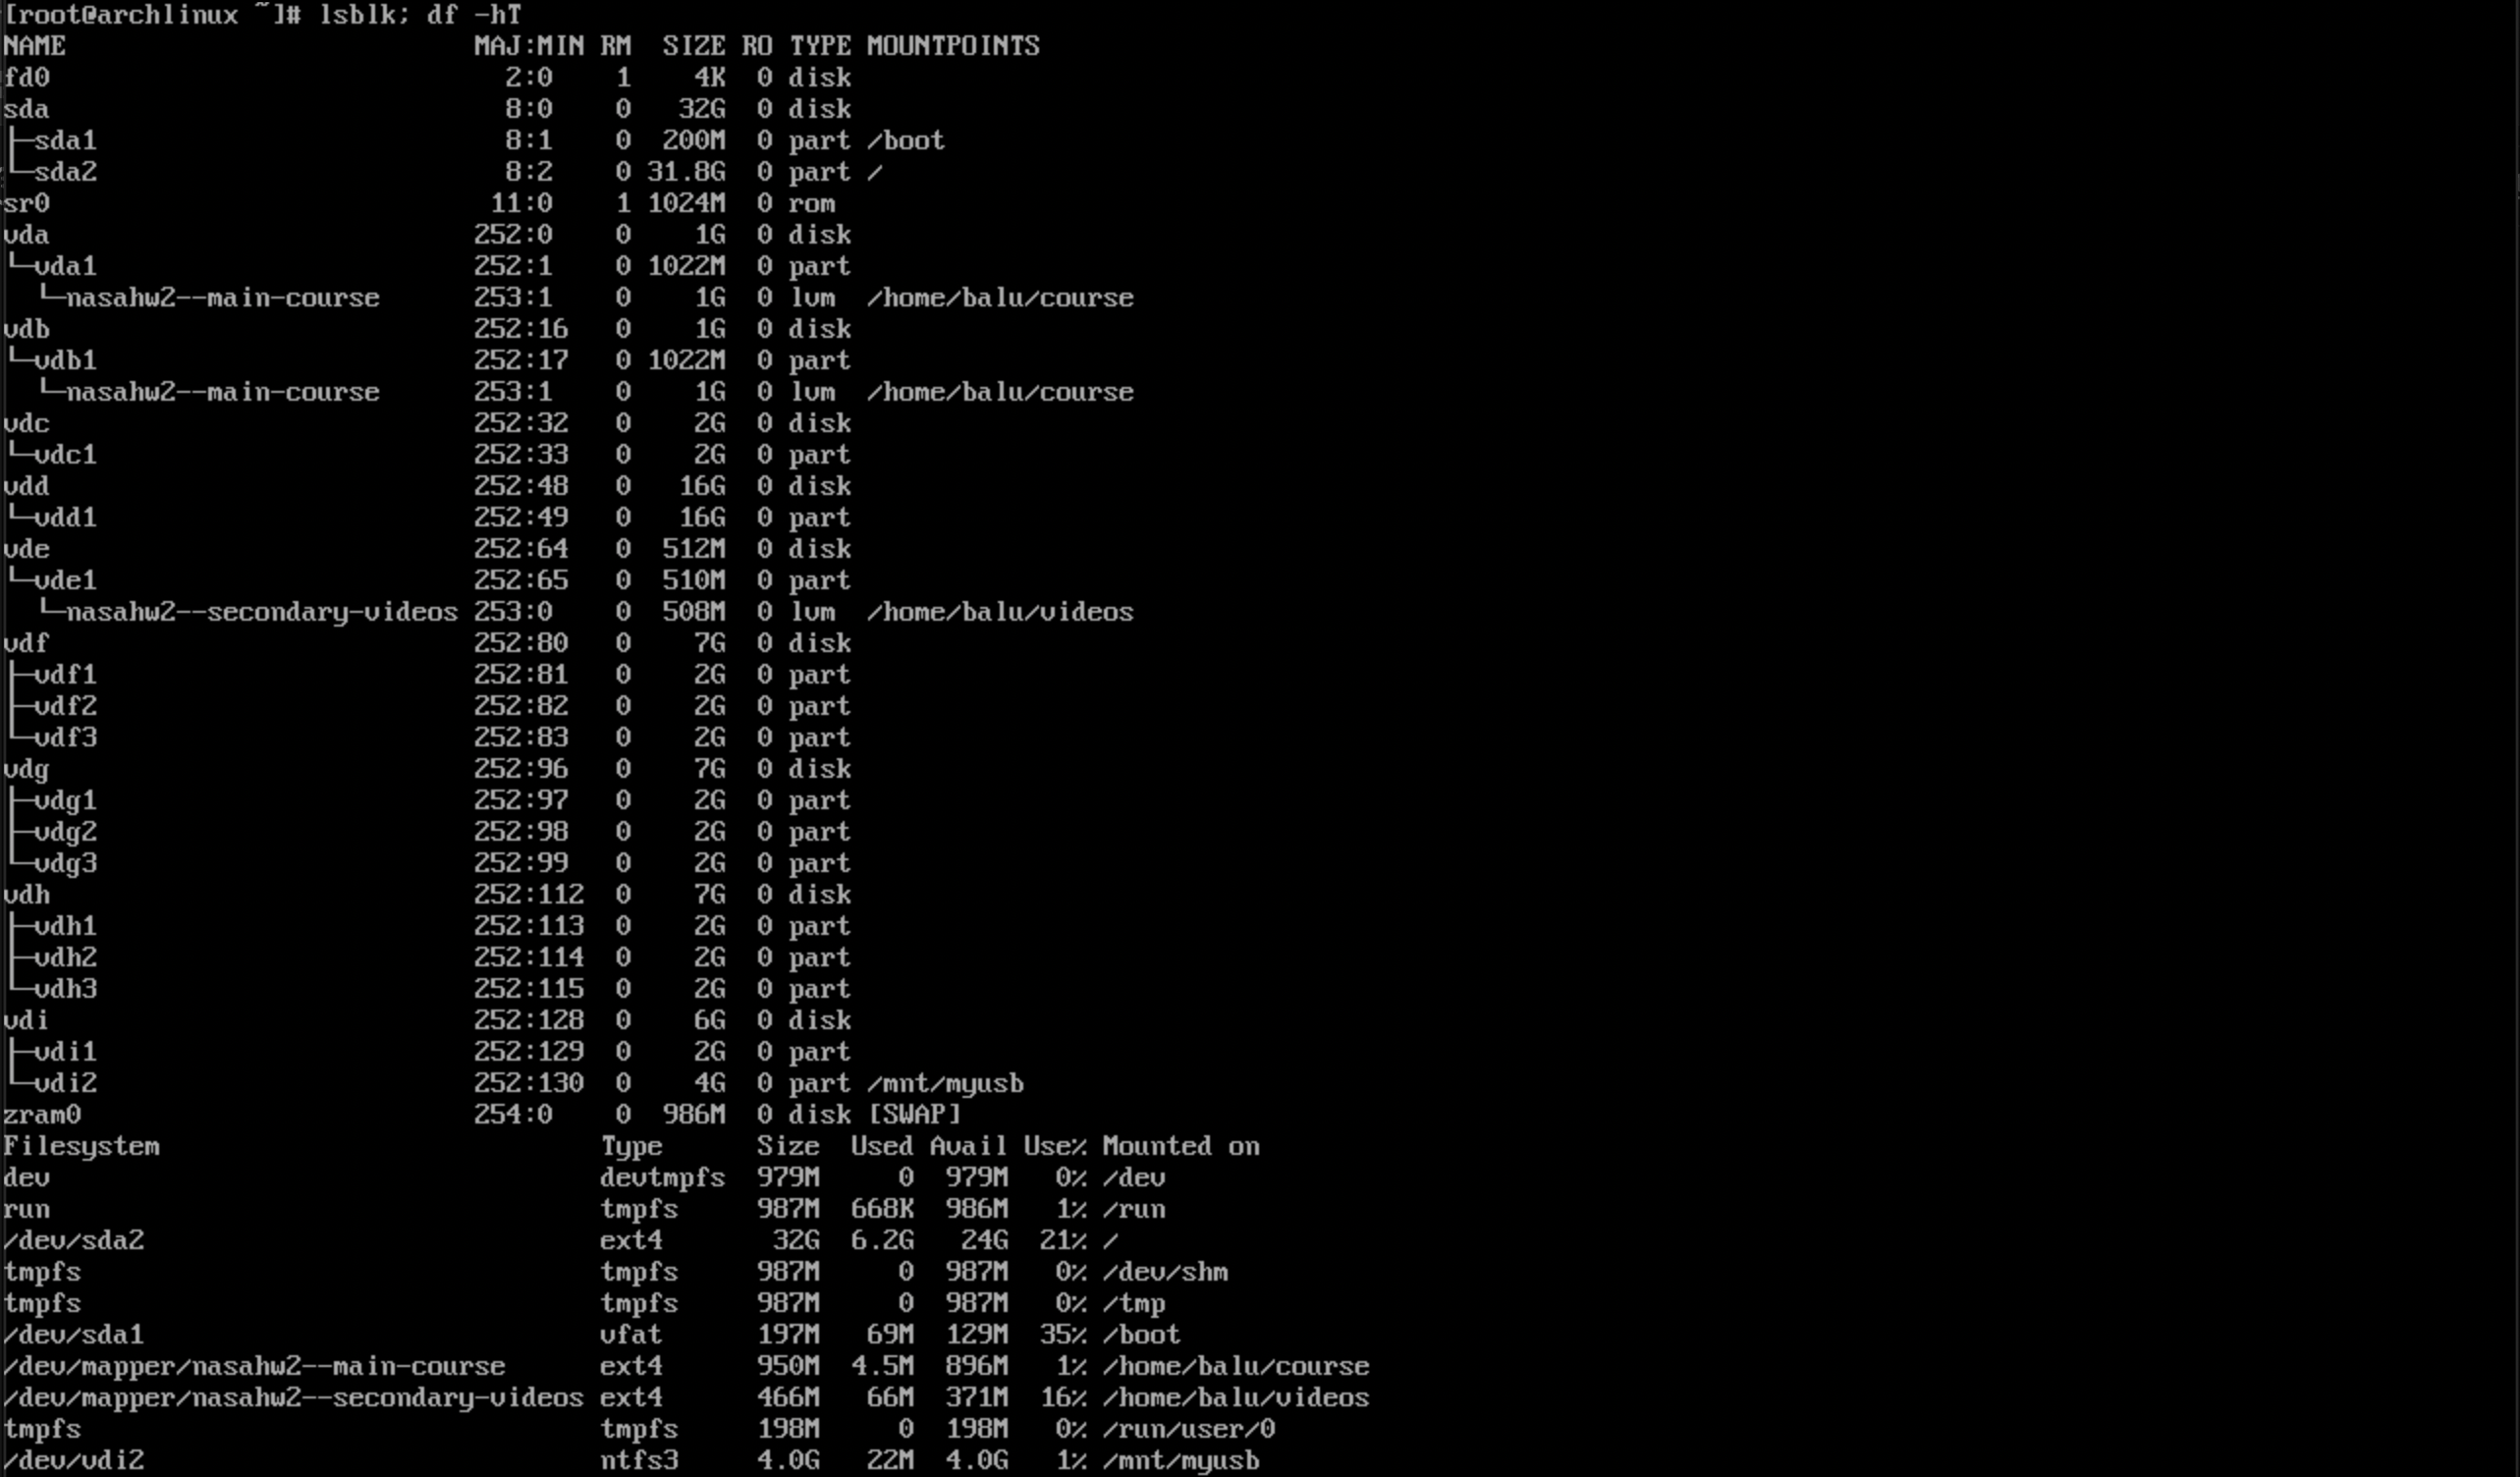 [root@archlinux ~]# lsblk; df -hT
NAME                          MAJ:MIN RM  SIZE RO TYPE MOUNTPOINTS
fd0                             2:0    1    4K  0 disk
sda                             8:0    0   32G  0 disk
├─sda1                          8:1    0  200M  0 part /boot
└─sda2                          8:2    0 31.8G  0 part /
sr0                            11:0    1 1024M  0 rom
vda                           252:0    0    1G  0 disk
└─vda1                        252:1    0 1022M  0 part
  └─nasahw2--main-course      253:1    0    1G  0 lvm  /home/balu/course
vdb                           252:16   0    1G  0 disk
└─vdb1                        252:17   0 1022M  0 part
  └─nasahw2--main-course      253:1    0    1G  0 lvm  /home/balu/course
vdc                           252:32   0    2G  0 disk
└─vdc1                        252:33   0    2G  0 part
vdd                           252:48   0   16G  0 disk
└─vdd1                        252:49   0   16G  0 part
vde                           252:64   0  512M  0 disk
└─vde1                        252:65   0  510M  0 part
  └─nasahw2--secondary-videos 253:0    0  508M  0 lvm  /home/balu/videos
vdf                           252:80   0    7G  0 disk
├─vdf1                        252:81   0    2G  0 part
├─vdf2                        252:82   0    2G  0 part
└─vdf3                        252:83   0    2G  0 part
vdg                           252:96   0    7G  0 disk
├─vdg1                        252:97   0    2G  0 part
├─vdg2                        252:98   0    2G  0 part
└─vdg3                        252:99   0    2G  0 part
vdh                           252:112  0    7G  0 disk
├─vdh1                        252:113  0    2G  0 part
├─vdh2                        252:114  0    2G  0 part
└─vdh3                        252:115  0    2G  0 part
vdi                           252:128  0    6G  0 disk
├─vdi1                        252:129  0    2G  0 part
└─vdi2                        252:130  0    4G  0 part /mnt/myusb
zram0                         254:0    0  986M  0 disk [SWAP]
Filesystem                            Type      Size  Used Avail Use% Mounted on
dev                                   devtmpfs  979M     0  979M   0% /dev
run                                   tmpfs     987M  668K  986M   1% /run
/dev/sda2                             ext4       32G  6.2G   24G  21% /
tmpfs                                 tmpfs     987M     0  987M   0% /dev/shm
tmpfs                                 tmpfs     987M     0  987M   0% /tmp
/dev/sda1                             vfat      197M   69M  129M  35% /boot
/dev/mapper/nasahw2--main-course      ext4      950M  4.5M  896M   1% /home/balu/course
/dev/mapper/nasahw2--secondary-videos ext4      466M   66M  371M  16% /home/balu/videos
tmpfs                                 tmpfs     198M     0  198M   0% /run/user/0
/dev/vdi2                             ntfs3     4.0G   22M  4.0G   1% /mnt/myusb